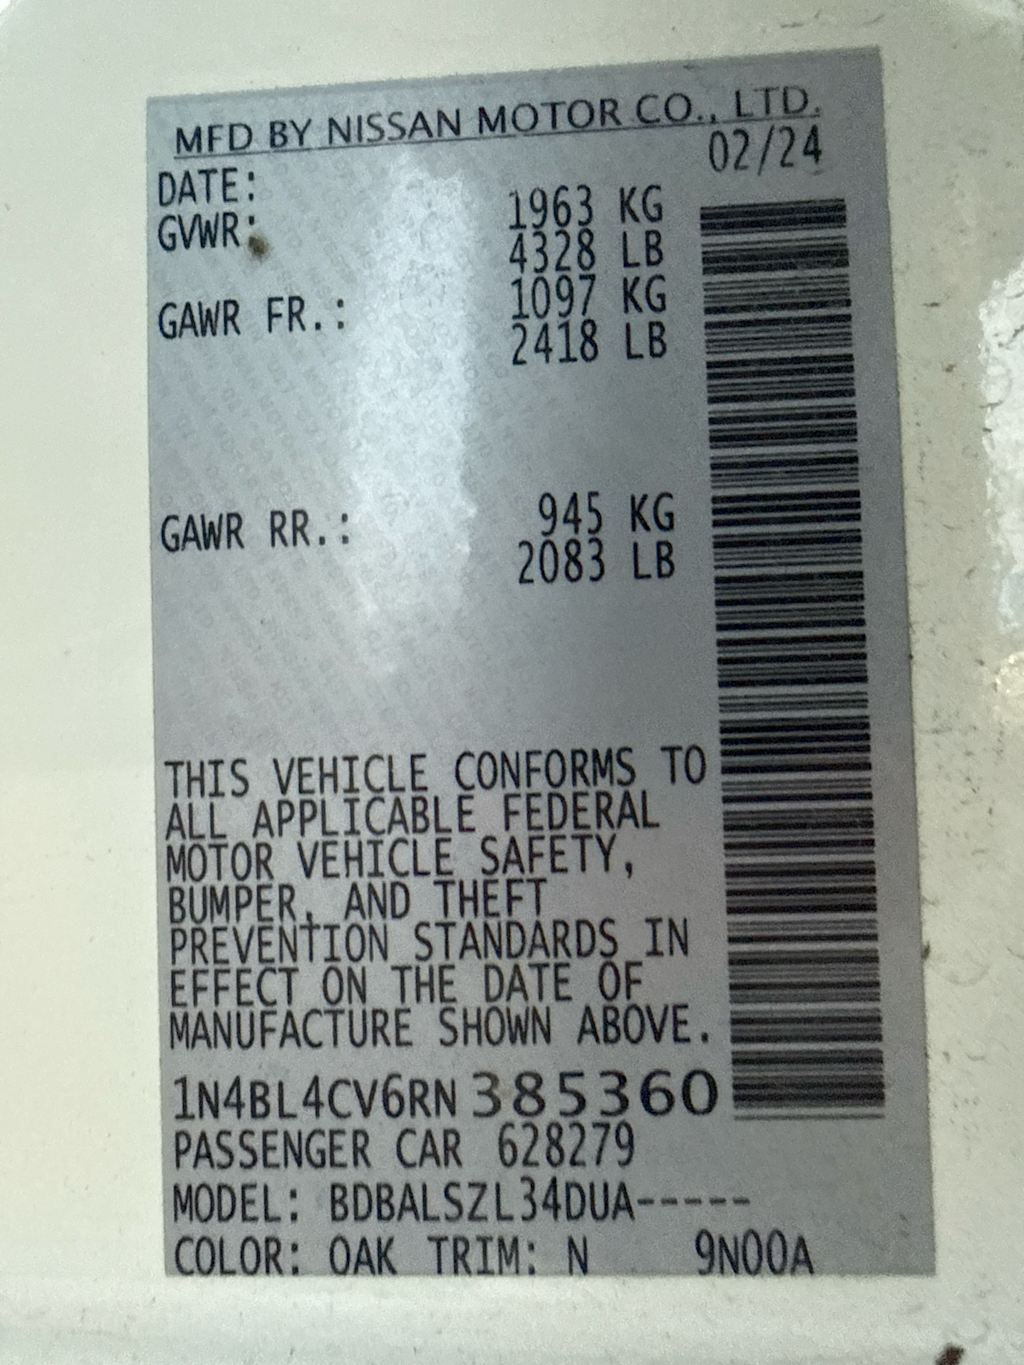 MFD BY NISSAN MOTOR CO., LTD.
DATE: 02/24
GVWR: 1963 KG
4328 LB
GAWR FR.: 1097 KG
2418 LB
GAWR RR.: 945 KG
2083 LB
THIS VEHICLE CONFORMS TO
ALL APPLICABLE FEDERAL
MOTOR VEHICLE SAFETY,
BUMPER, AND THEFT
PREVENTION STANDARDS IN
EFFECT ON THE DATE OF
MANUFACTURE SHOWN ABOVE.
1N4BL4CV6RN385360
PASSENGER CAR 628279
MODEL: BDBALSZL34DUA-----
COLOR: QAK TRIM: N 9N00A